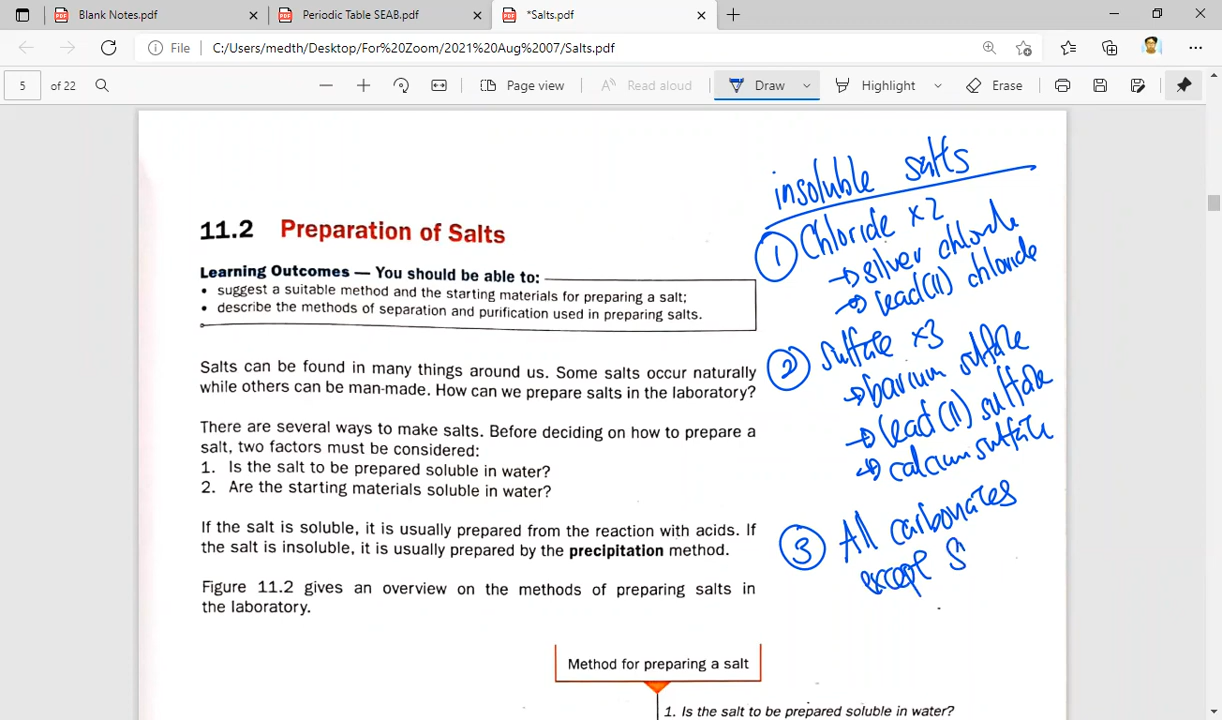 Blank Notes.pdf
Periodic Table SEAB.pdf
*Salts.pdf
File
C:/Users/medth/Desktop/For%20Zoom/2021%20Aug%2007/Salts.pdf
5 of 22
Page view
Read aloud
Draw
Highlight
Erase
11.2 Preparation of Salts
Learning Outcomes — You should be able to:
• suggest a suitable method and the starting materials for preparing a salt;
• describe the methods of separation and purification used in preparing salts.
Salts can be found in many things around us. Some salts occur naturally
while others can be man-made. How can we prepare salts in the laboratory?
There are several ways to make salts. Before deciding on how to prepare a
salt, two factors must be considered:
1. Is the salt to be prepared soluble in water?
2. Are the starting materials soluble in water?
If the salt is soluble, it is usually prepared from the reaction with acids. If
the salt is insoluble, it is usually prepared by the precipitation method.
Figure 11.2 gives an overview on the methods of preparing salts in
the laboratory.
Method for preparing a salt
1. Is the salt to be prepared soluble in water?
insoluble salts
① Chloride x2
→ silver chloride
→ lead(II) chloride
② sulfate x3
→ barium sulfate
→ lead(II) sulfate
→ calcium sulfate
③ All carbonates
except S